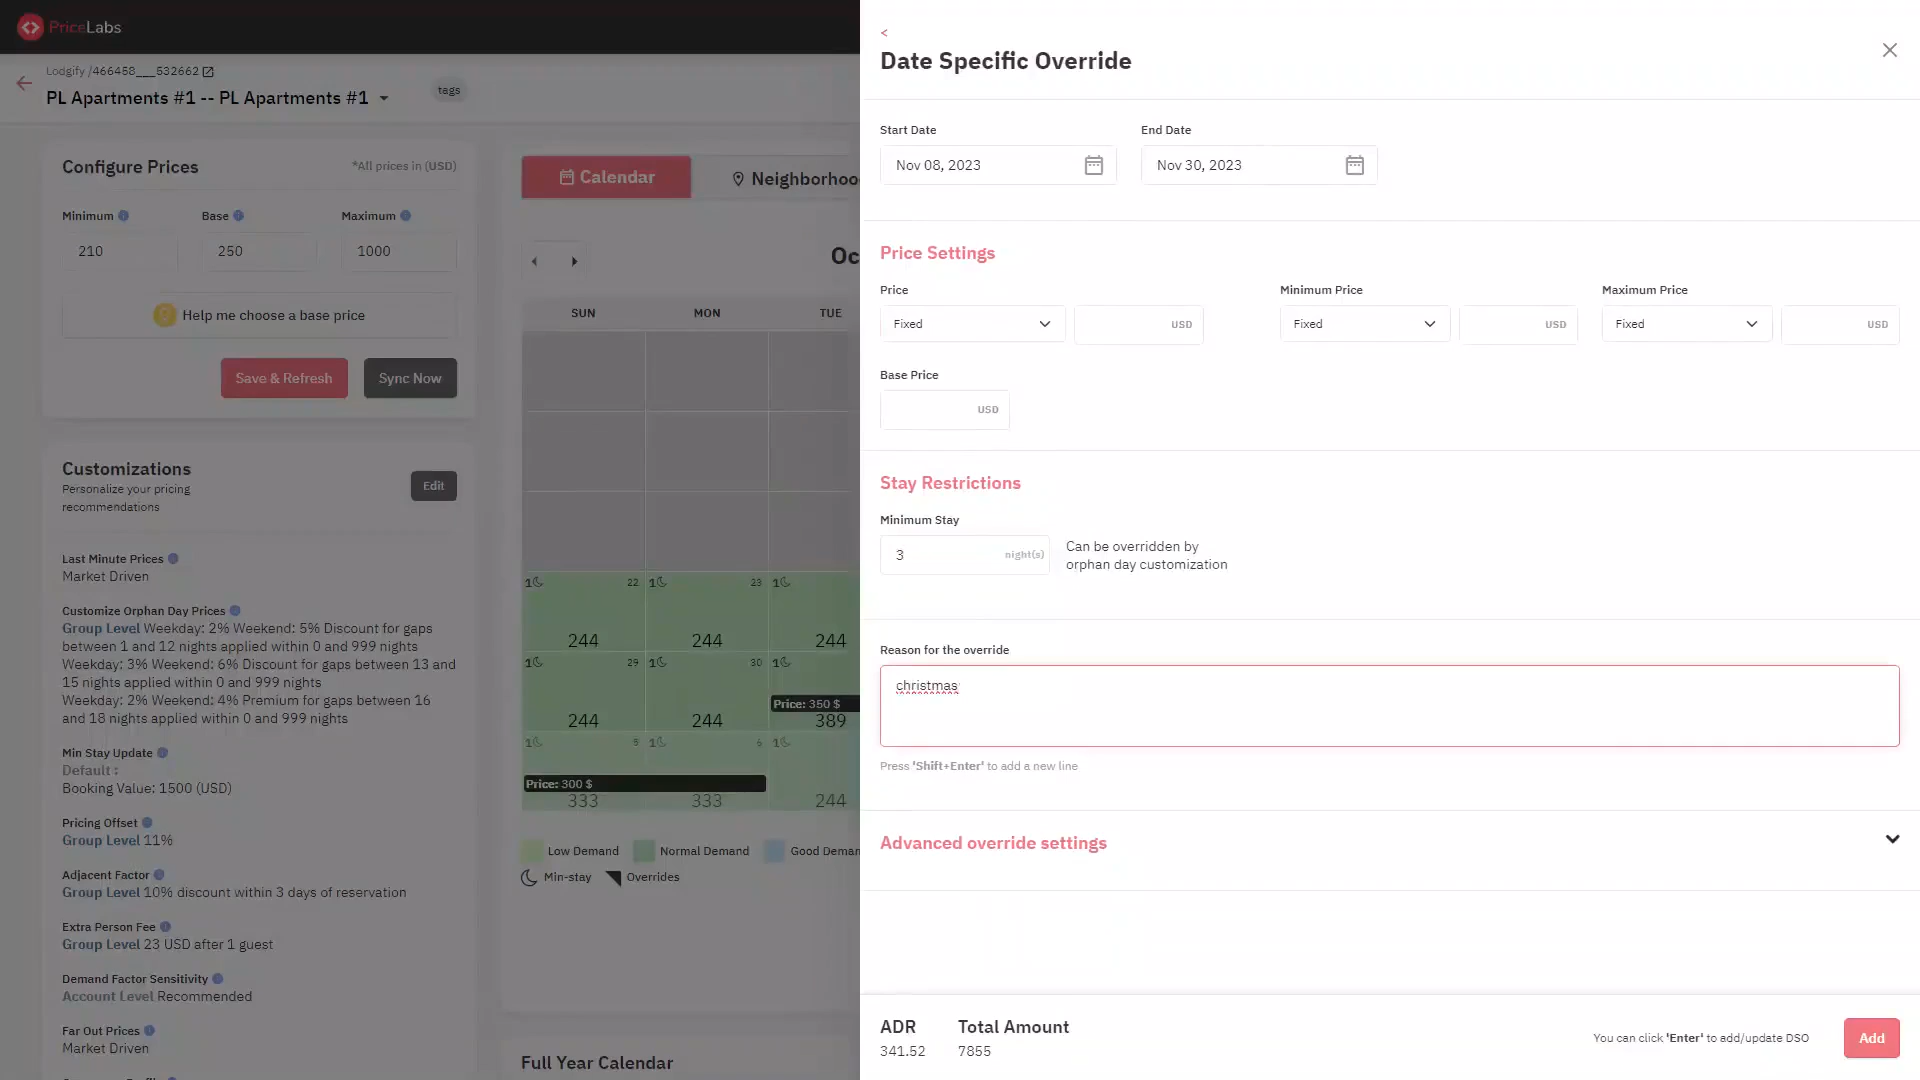 PriceLabs
Lodgify /466458___532662
PL Apartments #1 -- PL Apartments #1
tags
Configure Prices
*All prices in (USD)
Minimum
Base
Maximum
210
250
1000
Help me choose a base price
Save & Refresh
Sync Now
Customizations
Personalize your pricing
recommendations
Edit
Last Minute Prices
Market Driven
Customize Orphan Day Prices
Group Level Weekday: 2% Weekend: 5% Discount for gaps
between 1 and 12 nights applied within 0 and 999 nights
Weekday: 3% Weekend: 6% Discount for gaps between 13 and
15 nights applied within 0 and 999 nights
Weekday: 2% Weekend: 4% Premium for gaps between 16
and 18 nights applied within 0 and 999 nights
Min Stay Update
Default :
Booking Value: 1500 (USD)
Pricing Offset
Group Level 11%
Adjacent Factor
Group Level 10% discount within 3 days of reservation
Extra Person Fee
Group Level 23 USD after 1 guest
Demand Factor Sensitivity
Account Level Recommended
Far Out Prices
Market Driven
Calendar
Neighborhoo
Oc
SUN MON TUE
1 22 1 23 1
244 244 244
1 29 1 30 1
Price: 350 $
244 244 389
1 5 1 6 1
Price: 300 $
333 333 244
Low Demand Normal Demand Good Deman
Min-stay Overrides
Full Year Calendar
<
Date Specific Override
Start Date
End Date
Nov 08, 2023
Nov 30, 2023
Price Settings
Price
Minimum Price
Maximum Price
Fixed USD
Fixed USD
Fixed USD
Base Price
USD
Stay Restrictions
Minimum Stay
3 night(s)
Can be overridden by
orphan day customization
Reason for the override
christmas
Press 'Shift+Enter' to add a new line
Advanced override settings
ADR
341.52
Total Amount
7855
You can click 'Enter' to add/update DSO
Add